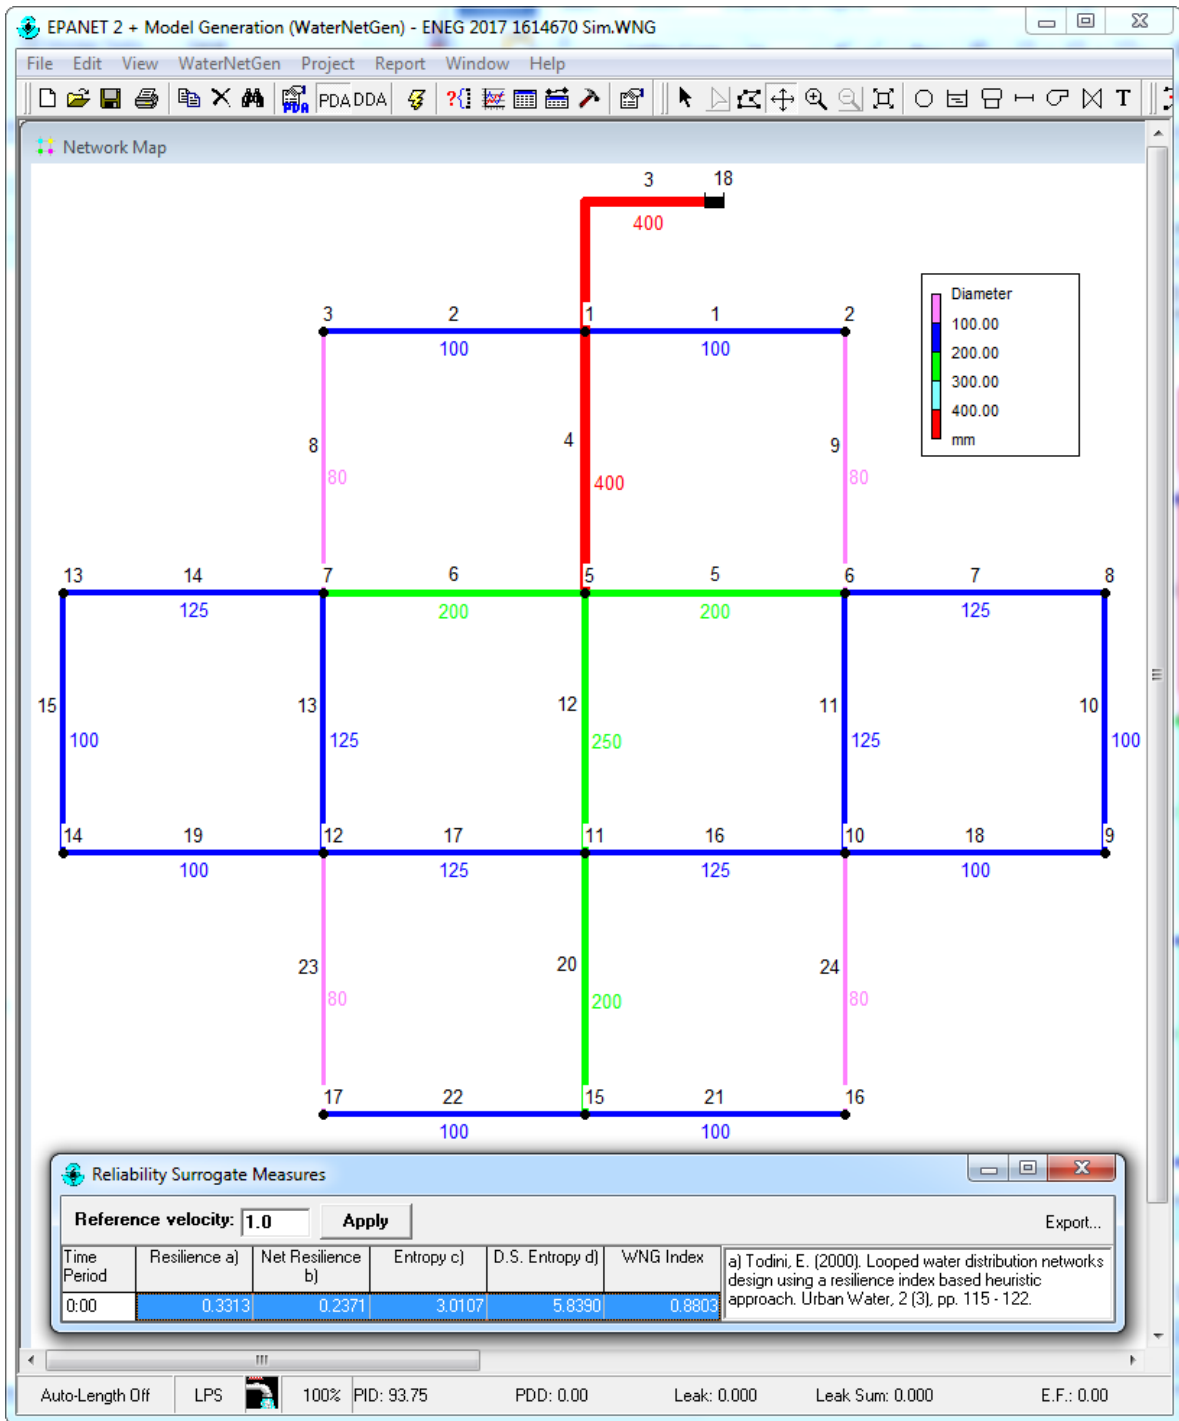 EPANET 2 + Model Generation (WaterNetGen) - ENEG 2017 1614670 Sim.WNG
File Edit View WaterNetGen Project Report Window Help
PDA PDA DDA ?{} T
Network Map
3 18
400
Diameter
100.00
200.00
300.00
400.00
mm
3 2 1 1 2
100 100
8 4 9
80 400 80
13 14 7 6 5 5 6 7 8
125 200 200 125
15 13 12 11 10
100 125 250 125 100
14 19 12 17 11 16 10 18 9
100 125 125 100
23 20 24
80 200 80
17 22 15 21 16
100 100
Reliability Surrogate Measures
Reference velocity: 1.0 Apply Export...
Time Period Resilience a) Net Resilience b) Entropy c) D.S. Entropy d) WNG Index
0:00 0.3313 0.2371 3.0107 5.8390 0.8803
a) Todini, E. (2000). Looped water distribution networks
design using a resilience index based heuristic
approach. Urban Water, 2 (3), pp. 115 - 122.
Auto-Length Off LPS 100% PID: 93.75 PDD: 0.00 Leak: 0.000 Leak Sum: 0.000 E.F.: 0.00